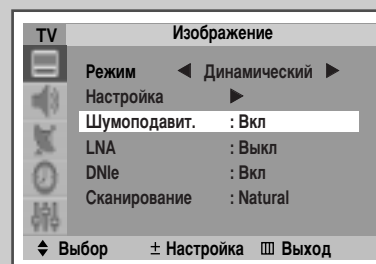 TV Изображение
Режим ◀ Динамический ▶
Настройка ▶
Шумоподавит. : Вкл
LNA : Выкл
DNIe : Вкл
Сканирование : Natural
Выбор ± Настройка Выход